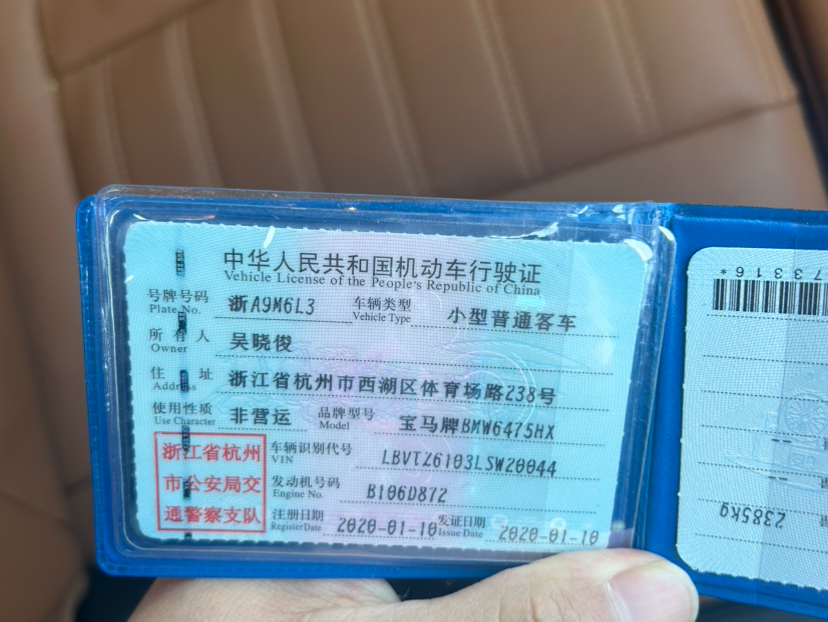 中华人民共和国机动车行驶证
Vehicle License of the People's Republic of China
号牌号码 浙A9M6L3 车辆类型 小型普通客车
Plate No. Vehicle Type
所有人 吴晓俊
Owner
住址 浙江省杭州市西湖区体育场路238号
Address
使用性质 非营运 品牌型号 宝马牌BMW6475HX
Use Character Model
浙江省杭州
市公安局交
通警察支队
车辆识别代号 LBVTZ6103LSW20044
VIN
发动机号码 B106D872
Engine No.
注册日期 2020-01-10 发证日期 2020-01-10
Register Date Issue Date
2385kg